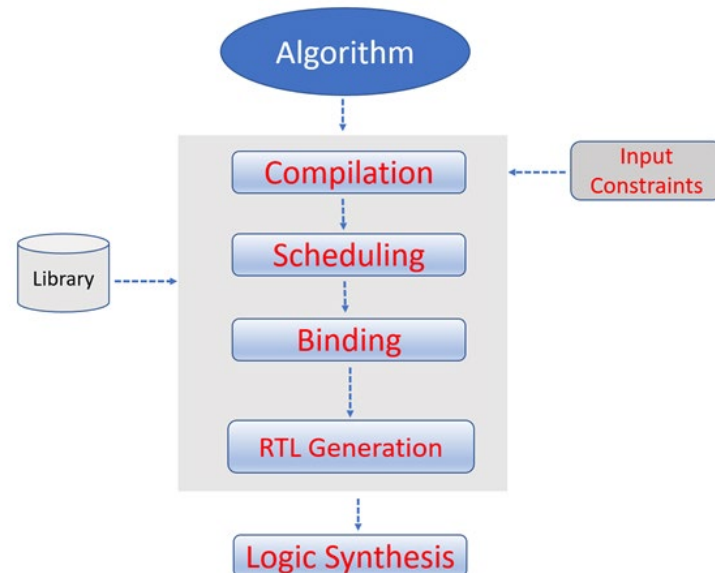 Algorithm
Compilation
Input
Constraints
Scheduling
Library
Binding
RTL Generation
Logic Synthesis